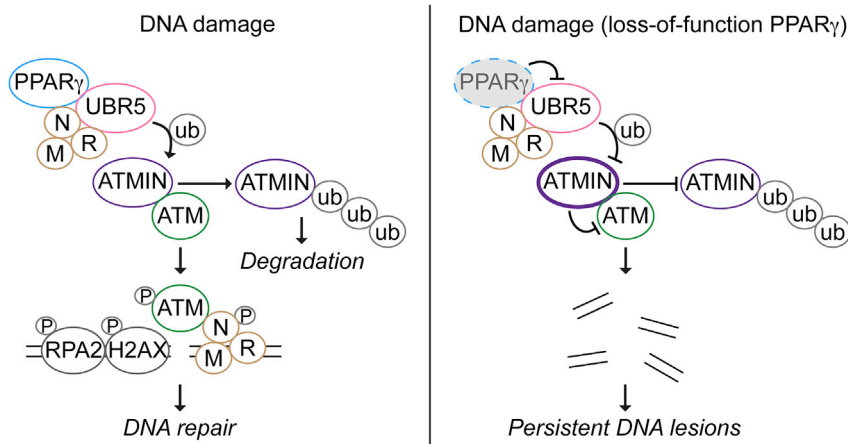 DNA damage
PPARγ
UBR5
N
R
M
ub
ATMIN
ATM
ATMIN
ub
ub
ub
Degradation
P
ATM
P
P
P
N
RPA2
H2AX
M
R
DNA repair
DNA damage (loss-of-function PPARγ)
PPARγ
UBR5
N
R
M
ub
ATMIN
ATM
ATMIN
ub
ub
ub
Persistent DNA lesions